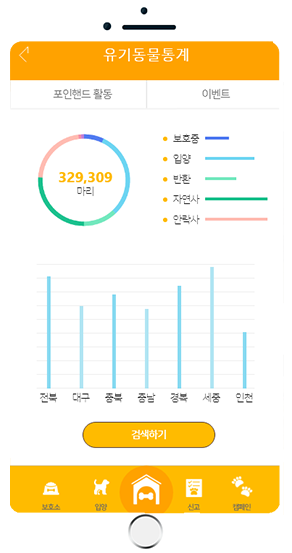 유기동물통계
포인핸드 활동 이벤트
329,309
마리
보호중
입양
반환
자연사
안락사
전북 대구 충북 충남 경북 세종 인천
검색하기
보호소 입양 신고 캠페인